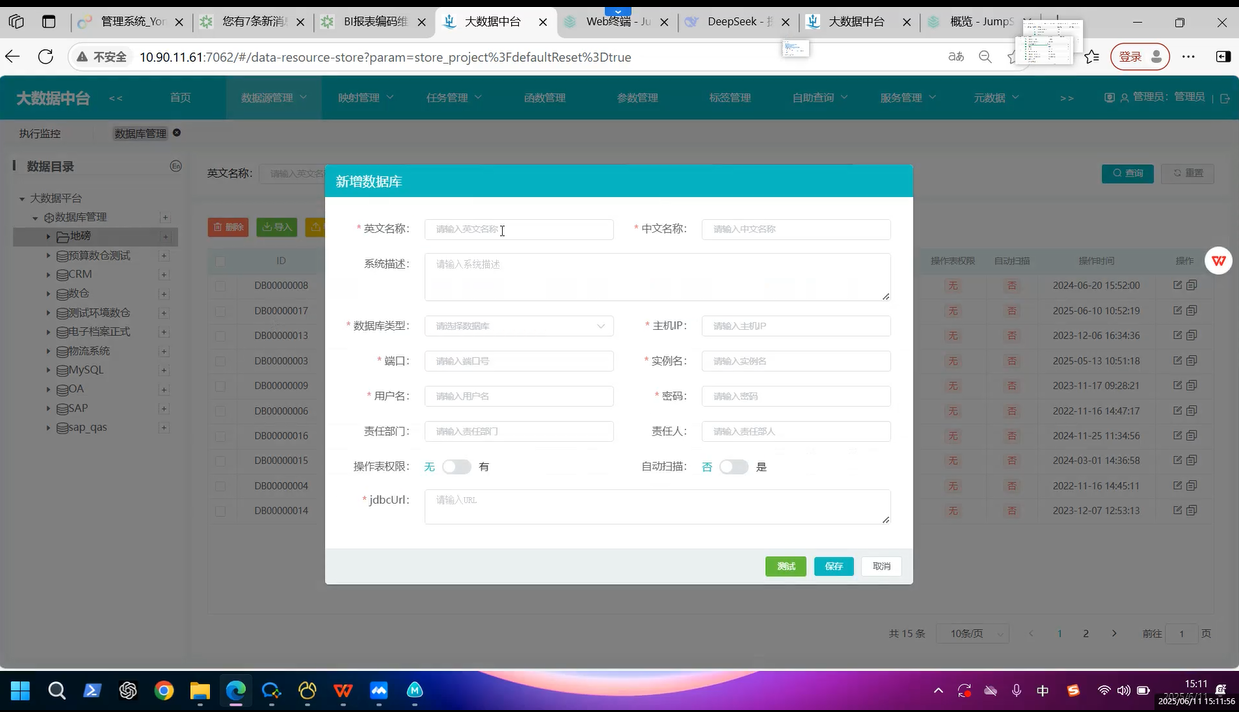 管理系统_Yor
您有7条新消息
BI报表编码维
大数据中台
Web终端 - Ju
DeepSeek - 
大数据中台
概览 - JumpS
不安全 10.90.11.61:7062/#/data-resource-store?param=store_project%3FdefaultReset%3Dtrue
登录
大数据中台 << 首页 数据源管理 映射管理 任务管理 函数管理 参数管理 标签管理 自助查询 服务管理 元数据 >> 管理员: 管理员
执行监控 数据库管理
数据目录
英文名称: 请输入英文名
查询 重置
大数据平台
数据库管理 +
地磅 +
预算数仓测试 +
CRM +
数仓 +
测试环境数仓 +
电子档案正式 +
物流系统 +
MySQL +
OA +
SAP +
sap_qas +
删除 导入
ID 操作表权限 自动扫描 操作时间 操作
DB00000008 无 否 2024-06-20 15:52:00
DB00000017 无 否 2025-06-10 10:52:19
DB00000013 无 否 2023-12-06 16:34:36
DB00000003 无 否 2025-05-13 10:51:18
DB00000009 无 否 2023-11-17 09:28:21
DB00000006 无 否 2022-11-16 14:47:17
DB00000016 无 否 2024-11-25 11:34:56
DB00000015 无 否 2024-03-01 14:36:58
DB00000004 无 否 2022-11-16 14:45:11
DB00000014 无 否 2023-12-07 12:53:13
新增数据库
* 英文名称: 请输入英文名称 * 中文名称: 请输入中文名称
系统描述: 请输入系统描述
* 数据库类型: 请选择数据库 * 主机IP: 请输入主机IP
* 端口: 请输入端口号 * 实例名: 请输入实例名
* 用户名: 请输入用户名 * 密码: 请输入密码
责任部门: 请输入责任部门 责任人: 请输入责任部人
操作表权限: 无 有 自动扫描: 否 是
* jdbcUrl: 请输入URL
测试 保存 取消
共 15 条 10条/页 < 1 2 > 前往 1 页
中
15:11
2025/06/11 15:11:56